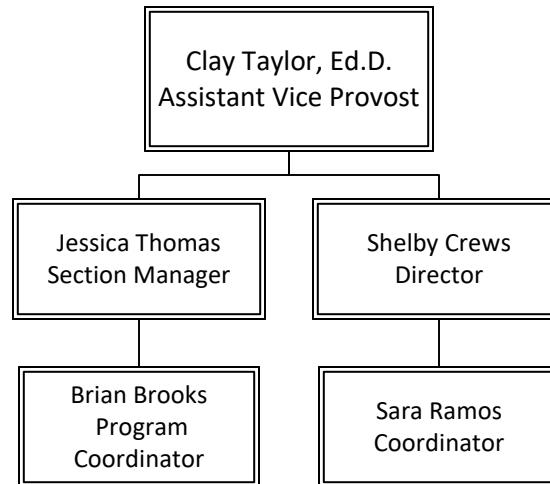 Clay Taylor, Ed.D.
Assistant Vice Provost
Jessica Thomas
Section Manager
Shelby Crews
Director
Brian Brooks
Program
Coordinator
Sara Ramos
Coordinator